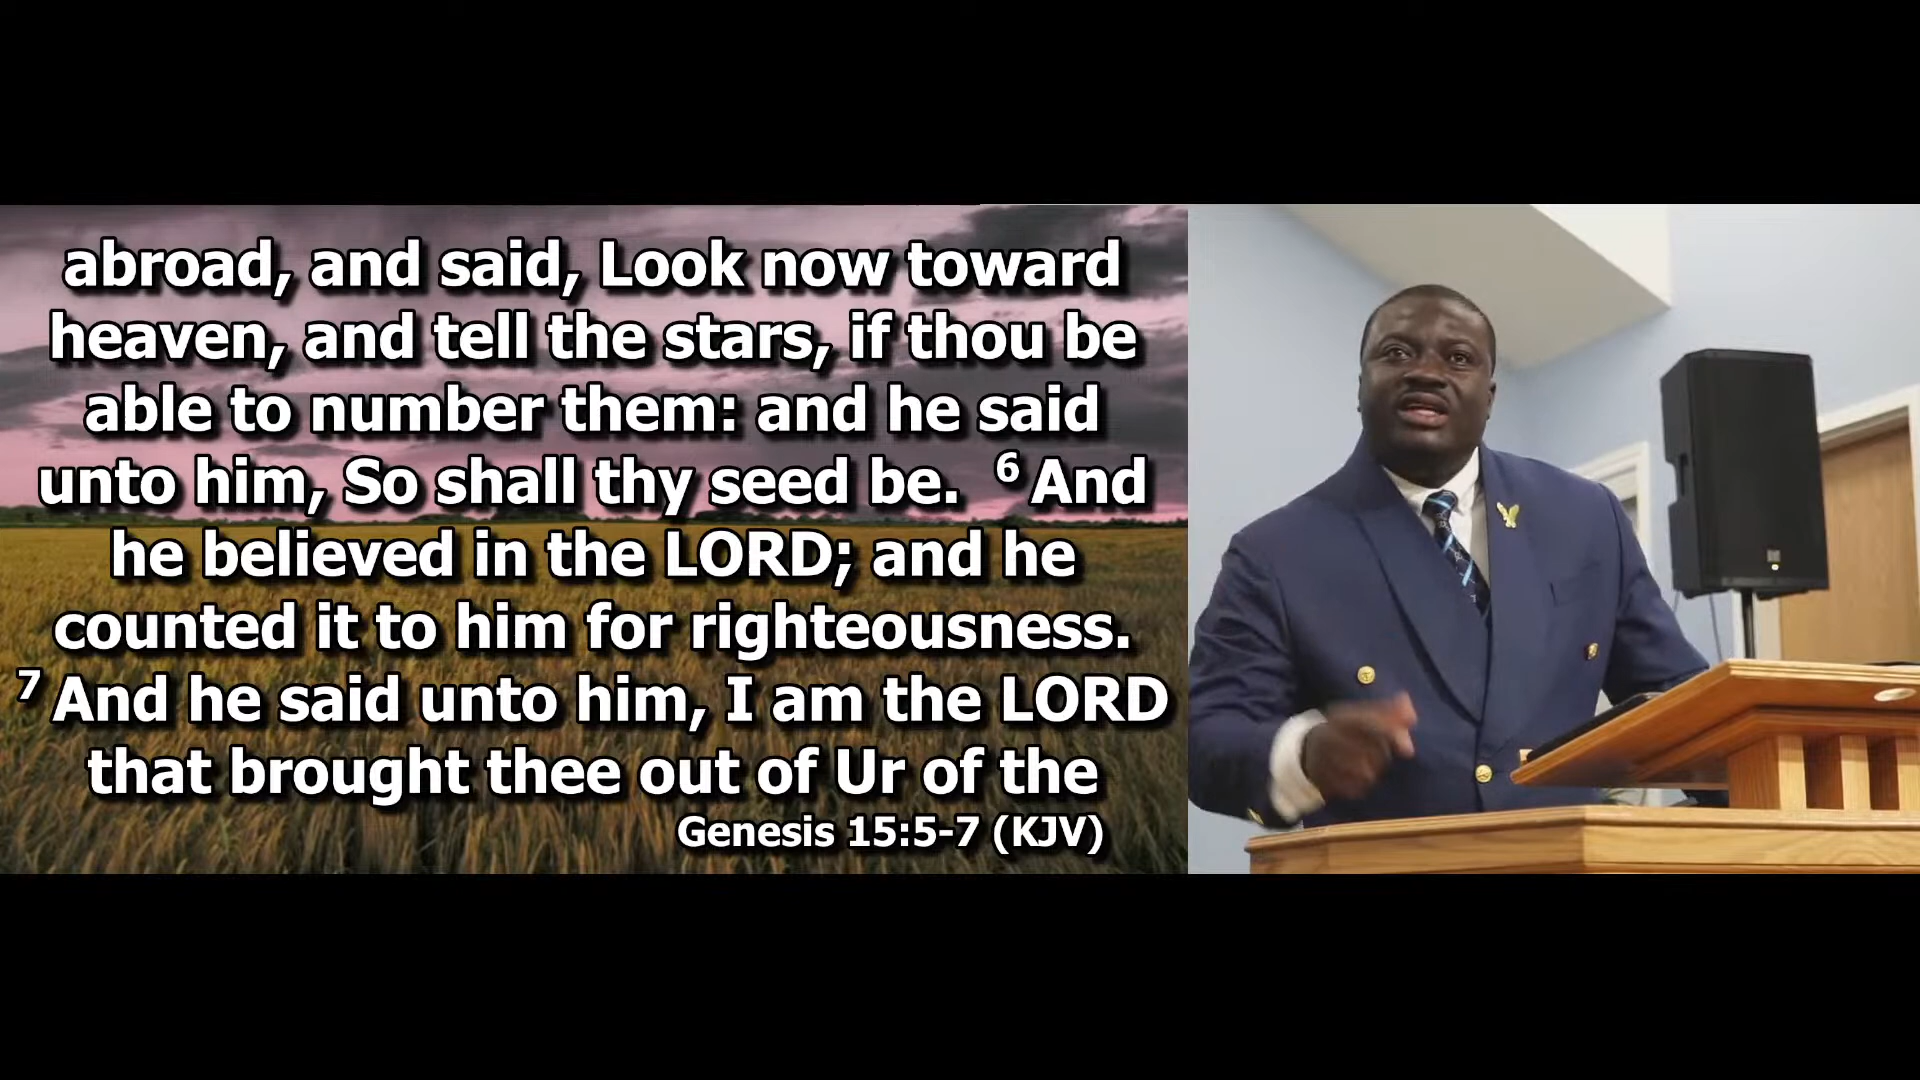 abroad, and said, Look now toward
heaven, and tell the stars, if thou be
able to number them: and he said
unto him, So shall thy seed be. ⁶ And
he believed in the LORD; and he
counted it to him for righteousness.
⁷ And he said unto him, I am the LORD
that brought thee out of Ur of the
Genesis 15:5-7 (KJV)